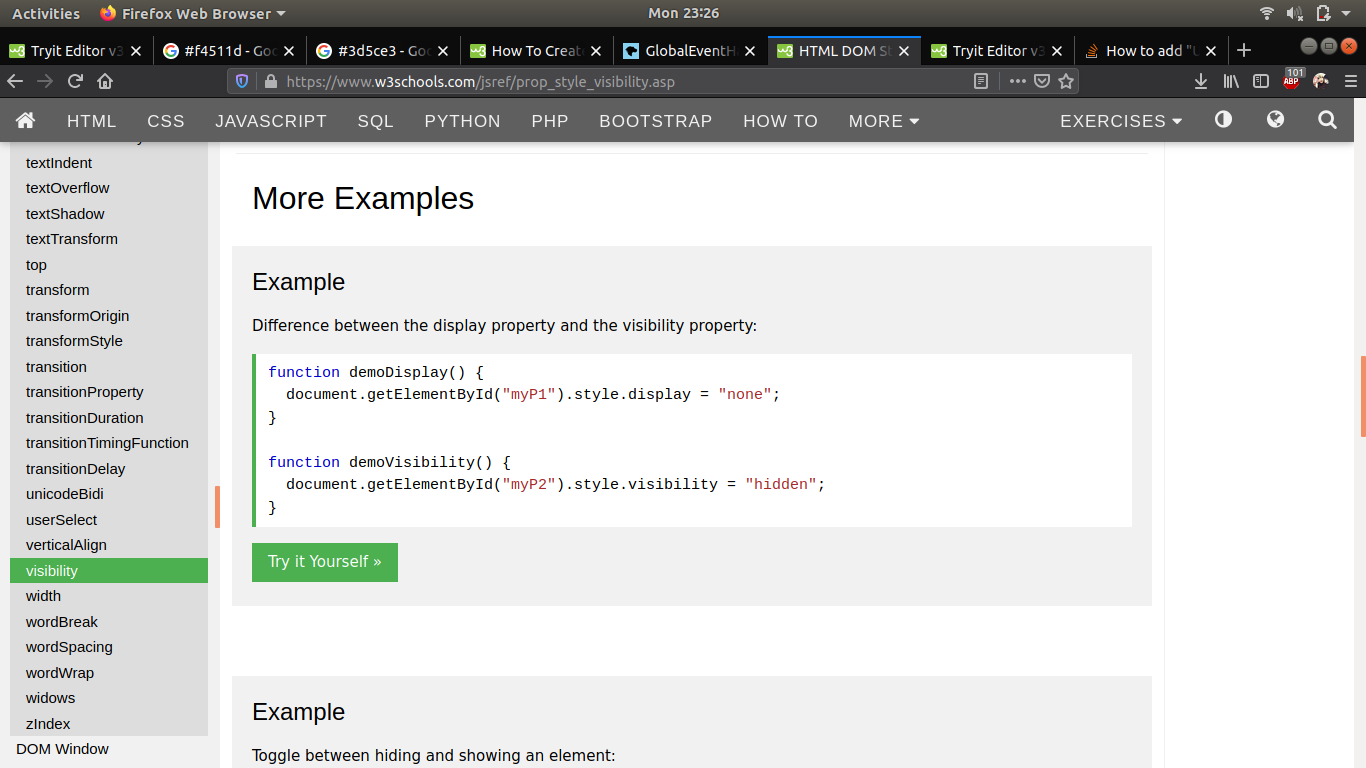 Activities Firefox Web Browser Mon 23:26
Tryit Editor v3 #f4511d - Goo #3d5ce3 - Goo How To Create GlobalEventHa HTML DOM St Tryit Editor v3 How to add "U
https://www.w3schools.com/jsref/prop_style_visibility.asp 101 ABP
HTML CSS JAVASCRIPT SQL PYTHON PHP BOOTSTRAP HOW TO MORE EXERCISES
textIndent
textOverflow
textShadow
textTransform
top
transform
transformOrigin
transformStyle
transition
transitionProperty
transitionDuration
transitionTimingFunction
transitionDelay
unicodeBidi
userSelect
verticalAlign
visibility
width
wordBreak
wordSpacing
wordWrap
widows
zIndex
DOM Window
More Examples
Example
Difference between the display property and the visibility property:
function demoDisplay() {
  document.getElementById("myP1").style.display = "none";
}
function demoVisibility() {
  document.getElementById("myP2").style.visibility = "hidden";
}
Try it Yourself »
Example
Toggle between hiding and showing an element: